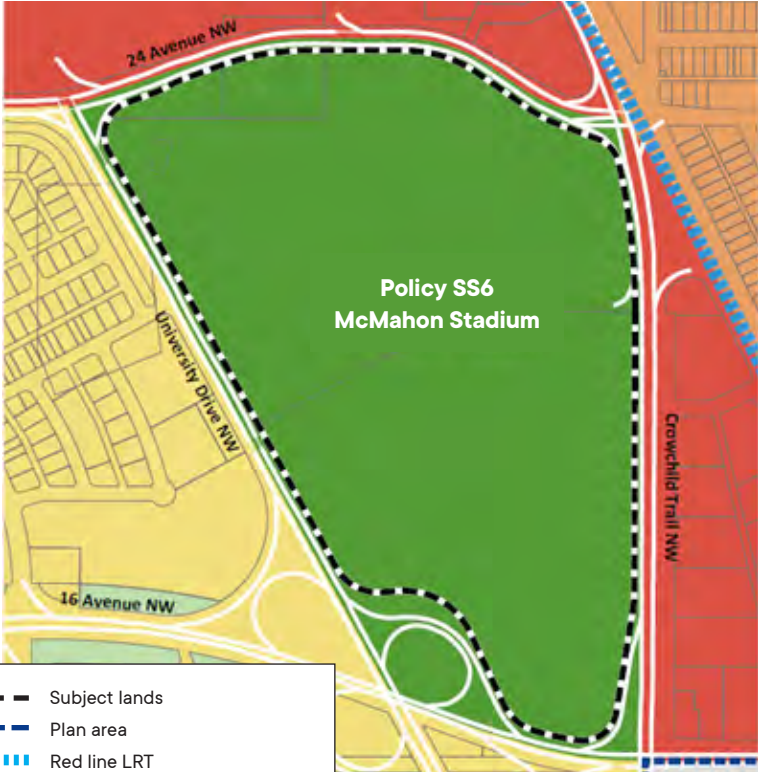 24 Avenue NW
Policy SS6
McMahon Stadium
University Drive NW
Crowchild Trail NW
16 Avenue NW
Subject lands
Plan area
Red line LRT